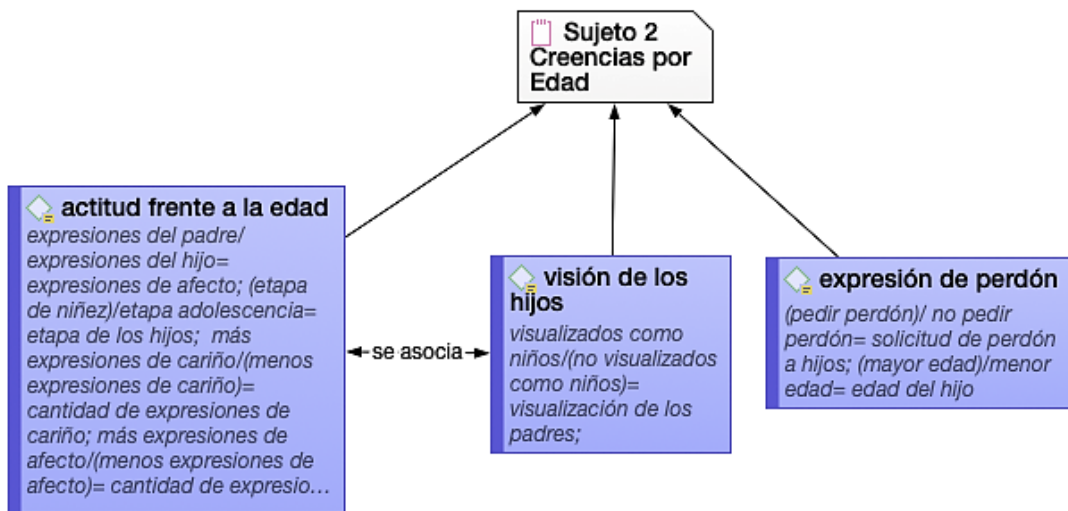 Sujeto 2
Creencias por
Edad
actitud frente a la edad
expresiones del padre/
expresiones del hijo=
expresiones de afecto; (etapa
de niñez)/etapa adolescencia=
etapa de los hijos; más
expresiones de cariño/(menos
expresiones de cariño)=
cantidad de expresiones de
cariño; más expresiones de
afecto/(menos expresiones de
afecto)= cantidad de expresio...
se asocia
visión de los
hijos
visualizados como
niños/(no visualizados
como niños)=
visualización de los
padres;
expresión de perdón
(pedir perdón)/ no pedir
perdón= solicitud de perdón
a hijos; (mayor edad)/menor
edad= edad del hijo